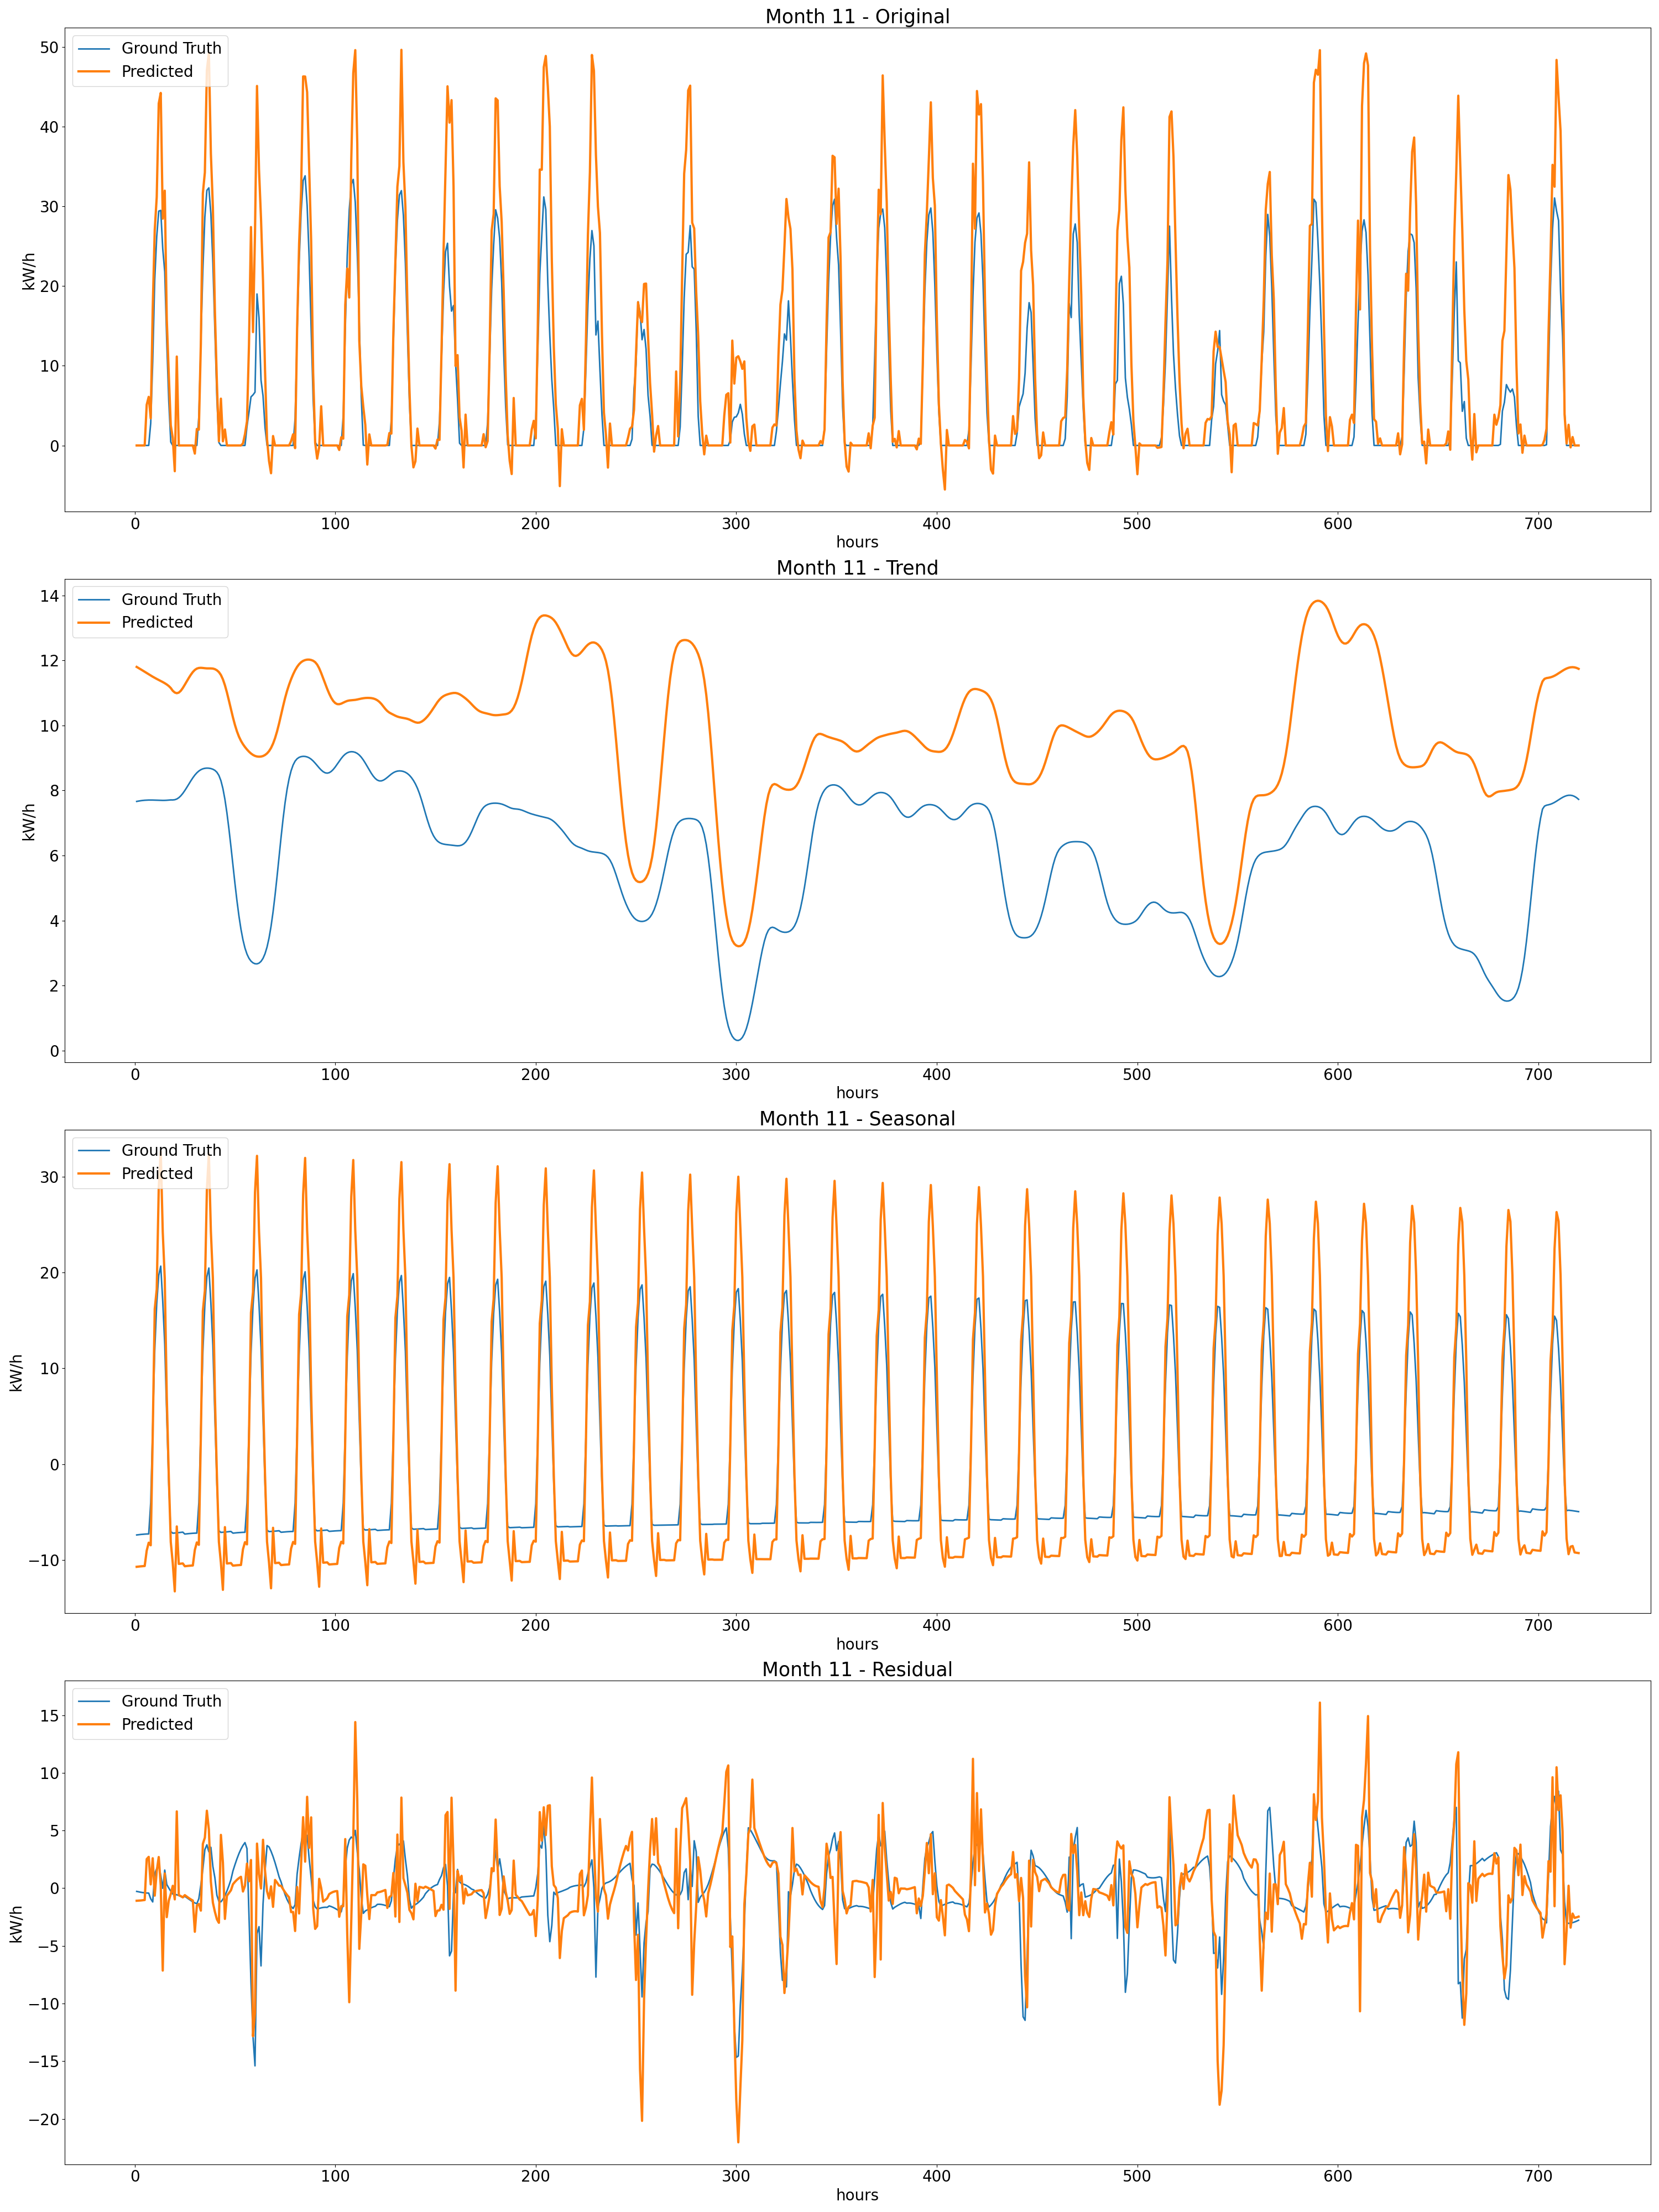 Month 11 - Original
Ground Truth
Predicted
kW/h
50
40
30
20
10
0
0 100 200 300 400 500 600 700
hours
Month 11 - Trend
Ground Truth
Predicted
kW/h
14
12
10
8
6
4
2
0
0 100 200 300 400 500 600 700
hours
Month 11 - Seasonal
Ground Truth
Predicted
kW/h
30
20
10
0
−10
0 100 200 300 400 500 600 700
hours
Month 11 - Residual
Ground Truth
Predicted
kW/h
15
10
5
0
−5
−10
−15
−20
0 100 200 300 400 500 600 700
hours